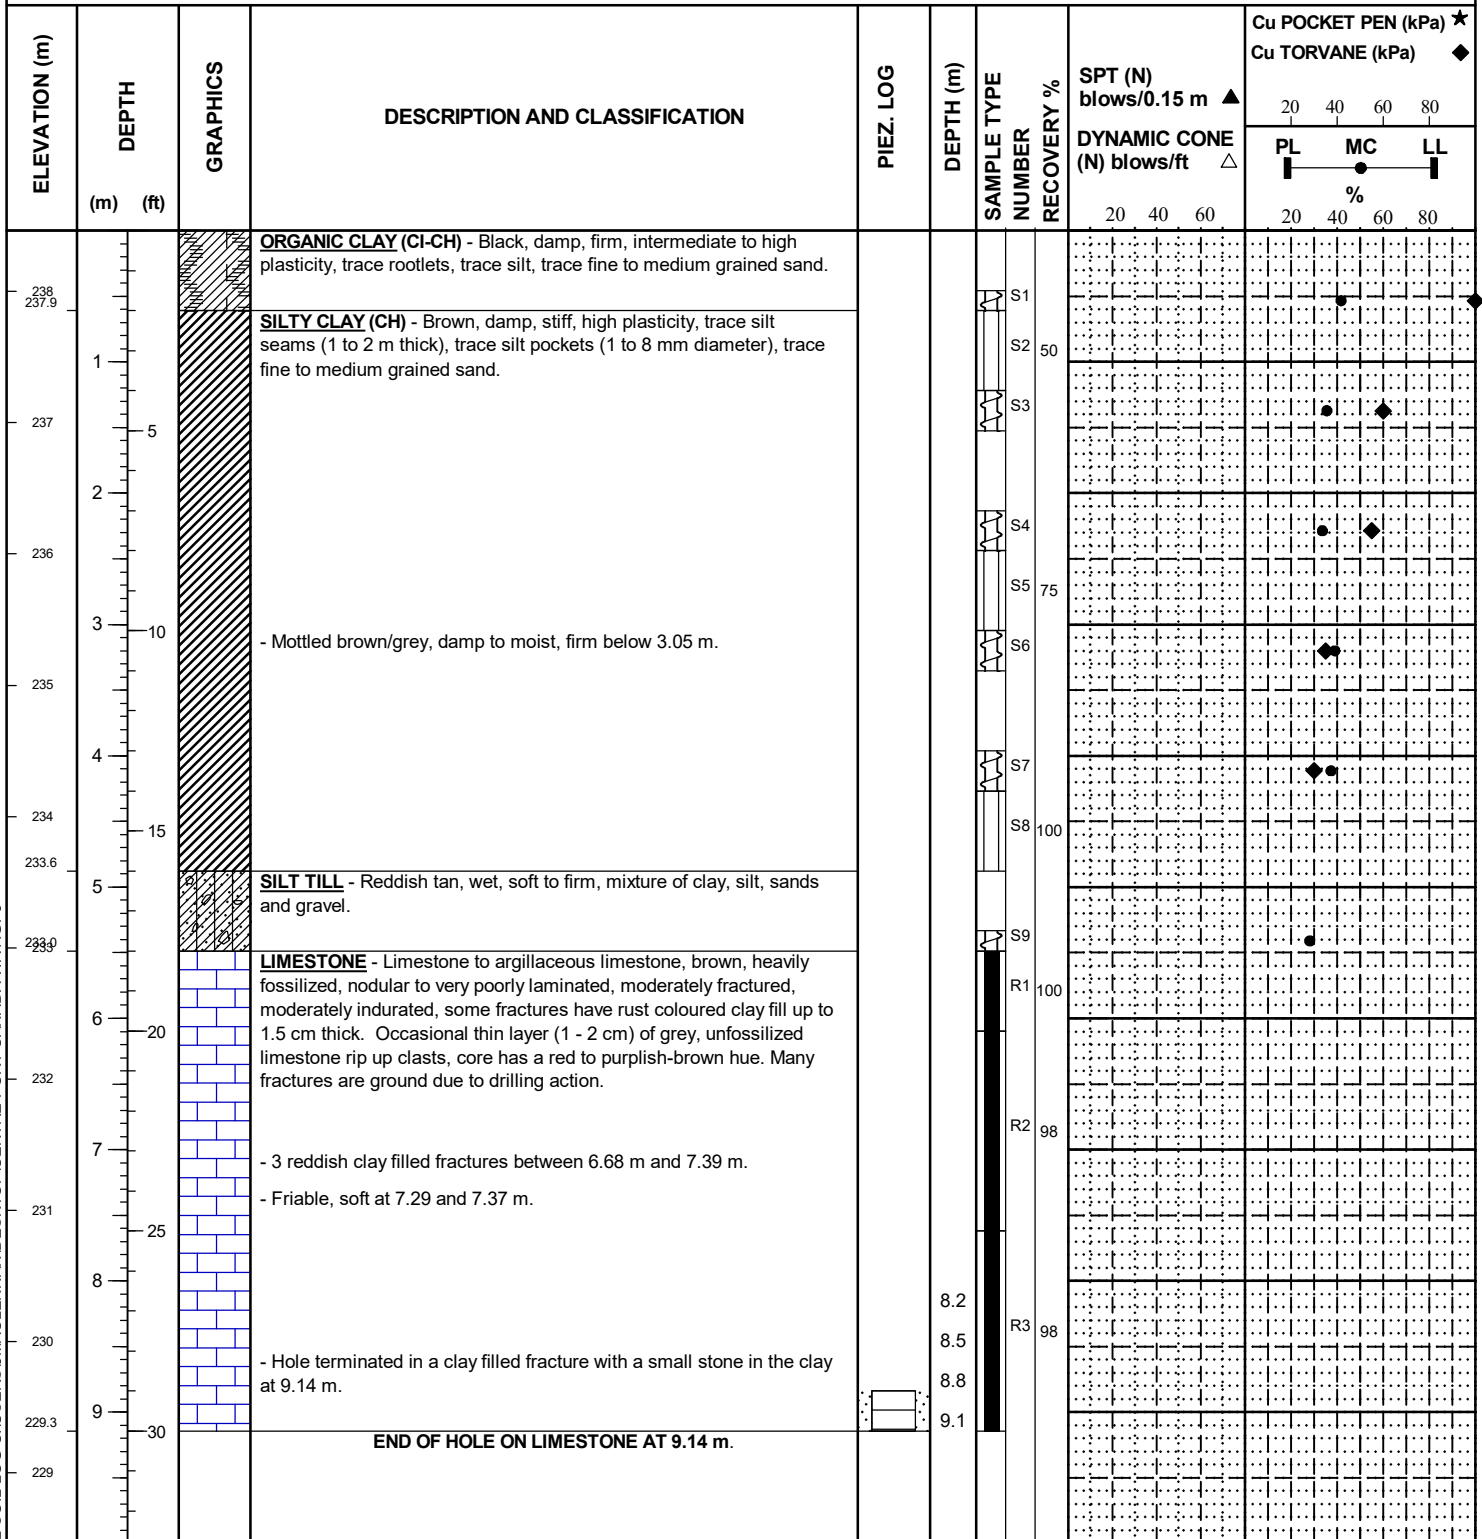 Cu POCKET PEN (kPa) ★
Cu TORVANE (kPa) ◆
20 40 60 80
ELEVATION (m)
DEPTH
(m) (ft)
GRAPHICS
DESCRIPTION AND CLASSIFICATION
PIEZ. LOG
DEPTH (m)
SAMPLE TYPE
NUMBER
RECOVERY %
SPT (N)
blows/0.15 m ▲
DYNAMIC CONE
(N) blows/ft △
20 40 60
PL MC LL
%
20 40 60 80
ORGANIC CLAY (CI-CH) - Black, damp, firm, intermediate to high
plasticity, trace rootlets, trace silt, trace fine to medium grained sand.
238
237.9
S1
SILTY CLAY (CH) - Brown, damp, stiff, high plasticity, trace silt
seams (1 to 2 m thick), trace silt pockets (1 to 8 mm diameter), trace
fine to medium grained sand.
S2 50
1
S3
237
5
2
S4
236
S5 75
3
10
- Mottled brown/grey, damp to moist, firm below 3.05 m.
S6
235
4
S7
234
15
S8 100
233.6
5
SILT TILL - Reddish tan, wet, soft to firm, mixture of clay, silt, sands
and gravel.
S9
233.0
233
LIMESTONE - Limestone to argillaceous limestone, brown, heavily
fossilized, nodular to very poorly laminated, moderately fractured,
moderately indurated, some fractures have rust coloured clay fill up to
1.5 cm thick. Occasional thin layer (1 - 2 cm) of grey, unfossilized
limestone rip up clasts, core has a red to purplish-brown hue. Many
fractures are ground due to drilling action.
R1 100
6
20
232
R2 98
7
- 3 reddish clay filled fractures between 6.68 m and 7.39 m.
- Friable, soft at 7.29 and 7.37 m.
231
25
8
8.2
R3 98
230
8.5
- Hole terminated in a clay filled fracture with a small stone in the clay
at 9.14 m.
8.8
9
229.3
9.1
30
END OF HOLE ON LIMESTONE AT 9.14 m.
229